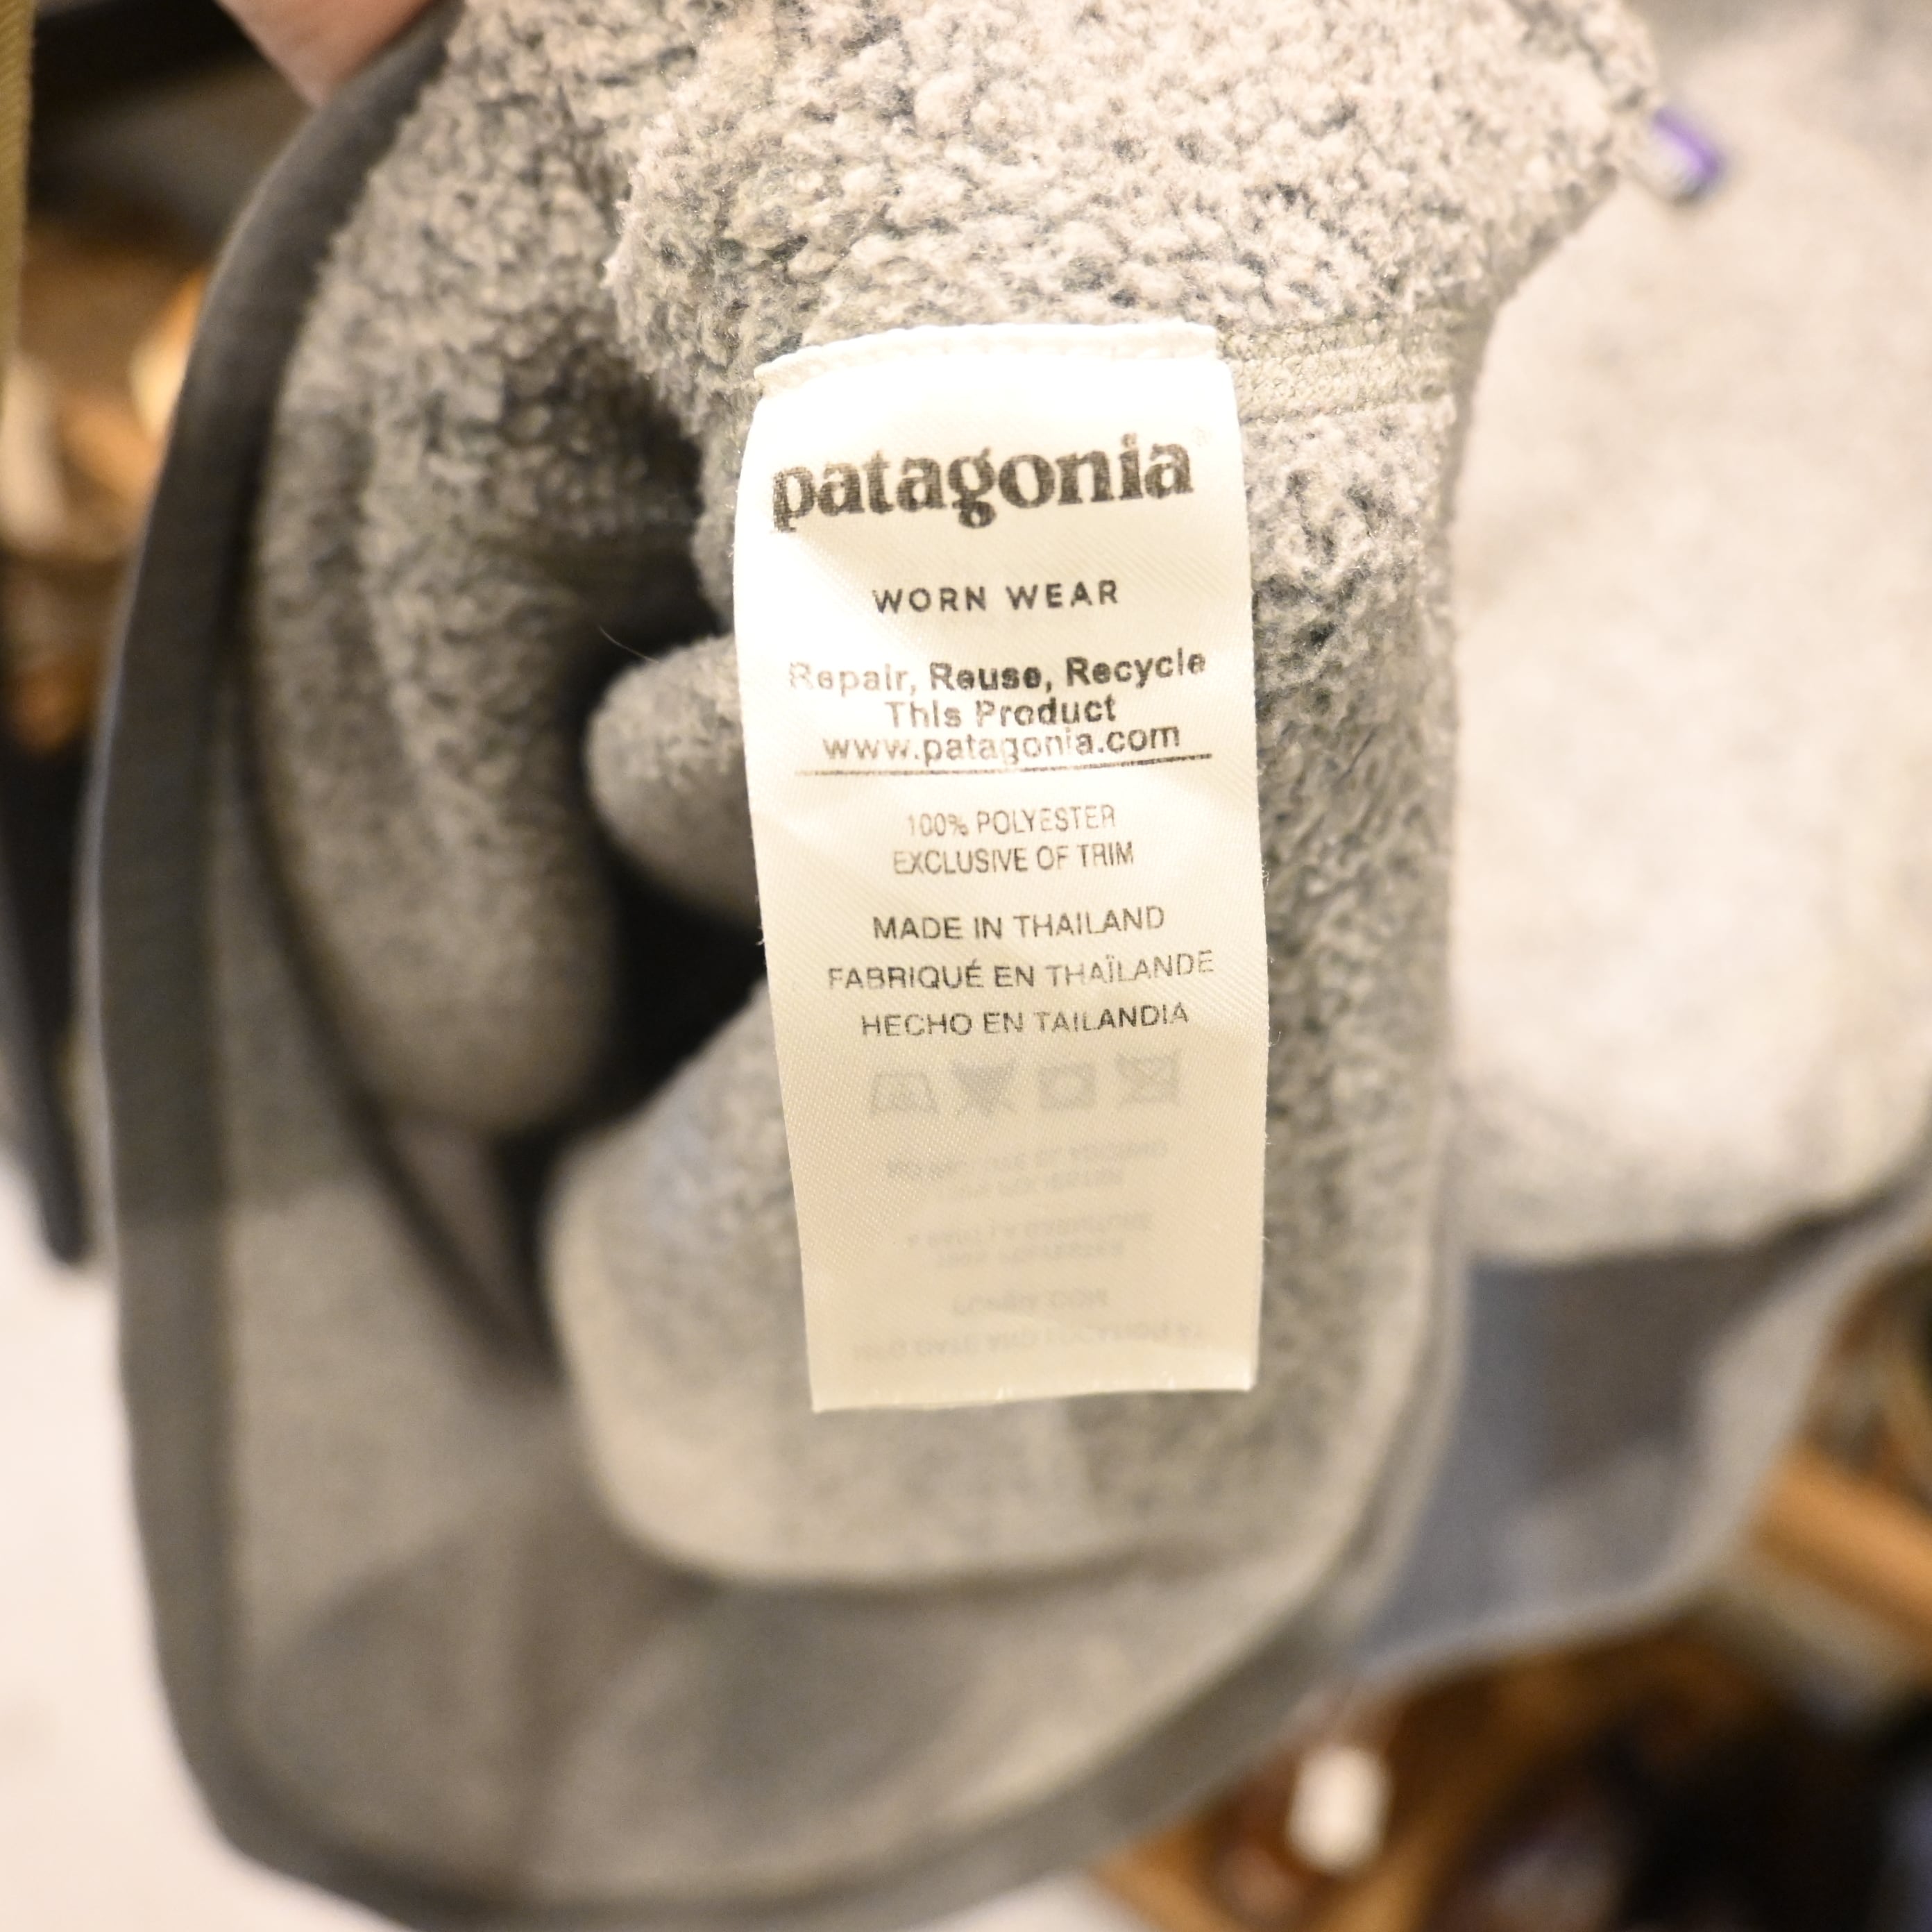 patagonia®
WORN WEAR
Repair, Reuse, Recycle
This Product
www.patagonia.com
100% POLYESTER
EXCLUSIVE OF TRIM
MADE IN THAILAND
FABRIQUÉ EN THAÏLANDE
HECHO EN TAILANDIA